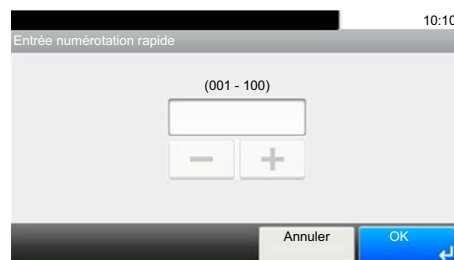 10:10
Entrée numérotation rapide
(001 - 100)
Annuler
OK